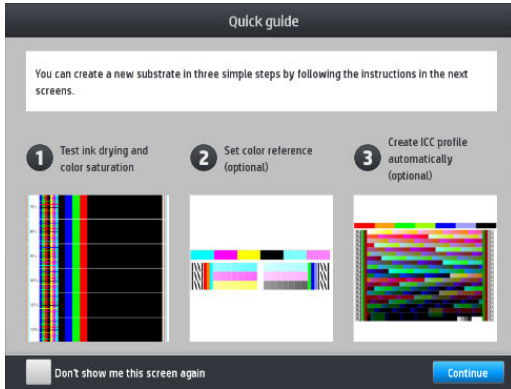 Quick guide
You can create a new substrate in three simple steps by following the instructions in the next
screens.
1
Test ink drying and
color saturation
2
Set color reference
(optional)
3
Create ICC profile
automatically
(optional)
Don't show me this screen again
Continue